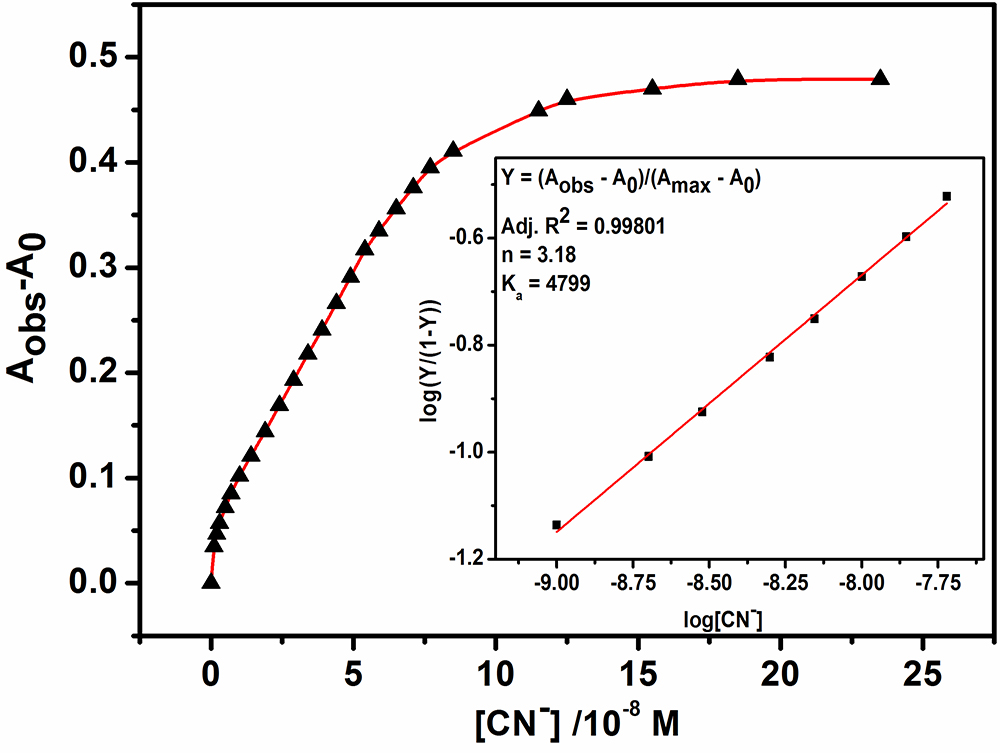 0.5
0.4
0.3
0.2
0.1
0.0
Aobs-A0
0 5 10 15 20 25
[CN-] /10-8 M
Y = (Aobs - A0)/(Amax - A0)
Adj. R2 = 0.99801
n = 3.18
Ka = 4799
-0.6
-0.8
-1.0
-1.2
log(Y/(1-Y))
-9.00 -8.75 -8.50 -8.25 -8.00 -7.75
log[CN-]